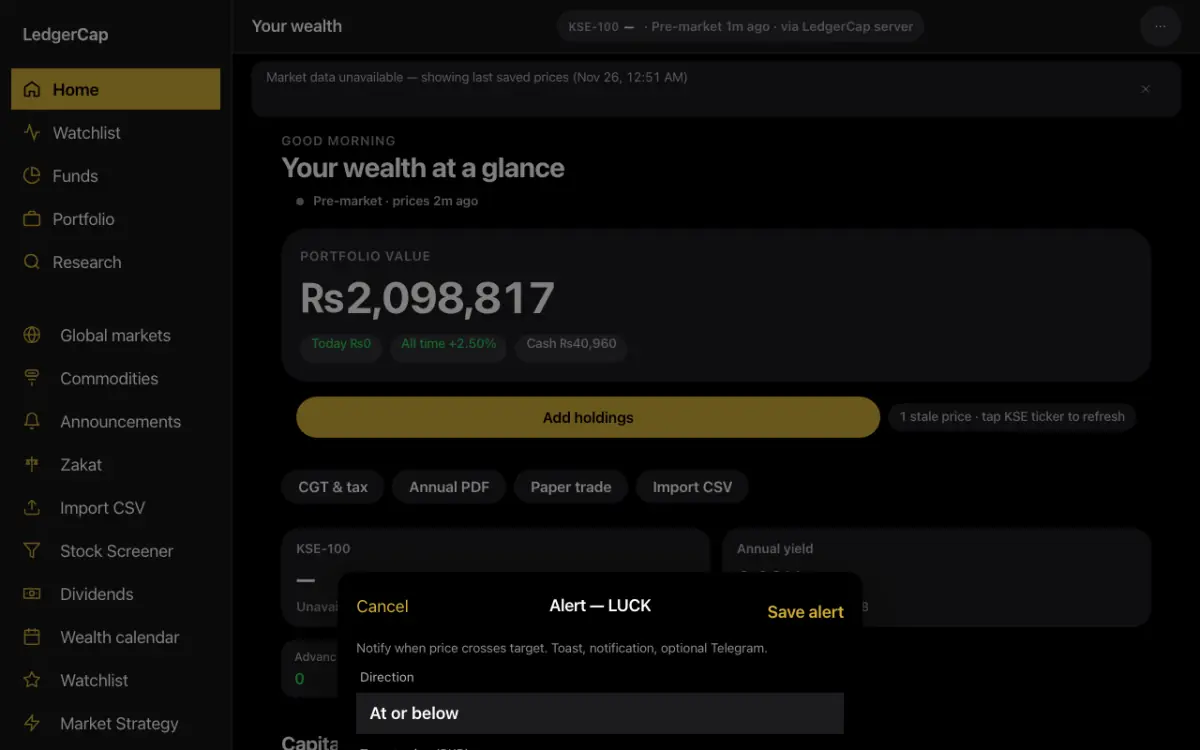 LedgerCap
Home
Watchlist
Funds
Portfolio
Research
Global markets
Commodities
Announcements
Zakat
Import CSV
Stock Screener
Dividends
Wealth calendar
Watchlist
Market Strategy
Your wealth
KSE-100 — · Pre-market 1m ago · via LedgerCap server
Market data unavailable — showing last saved prices (Nov 26, 12:51 AM)
GOOD MORNING
Your wealth at a glance
Pre-market · prices 2m ago
PORTFOLIO VALUE
Rs2,098,817
Today Rs0
All time +2.50%
Cash Rs40,960
Add holdings
1 stale price · tap KSE ticker to refresh
CGT & tax
Annual PDF
Paper trade
Import CSV
KSE-100
—
Annual yield
Advanc
0
Cancel
Alert — LUCK
Save alert
Notify when price crosses target. Toast, notification, optional Telegram.
Direction
At or below